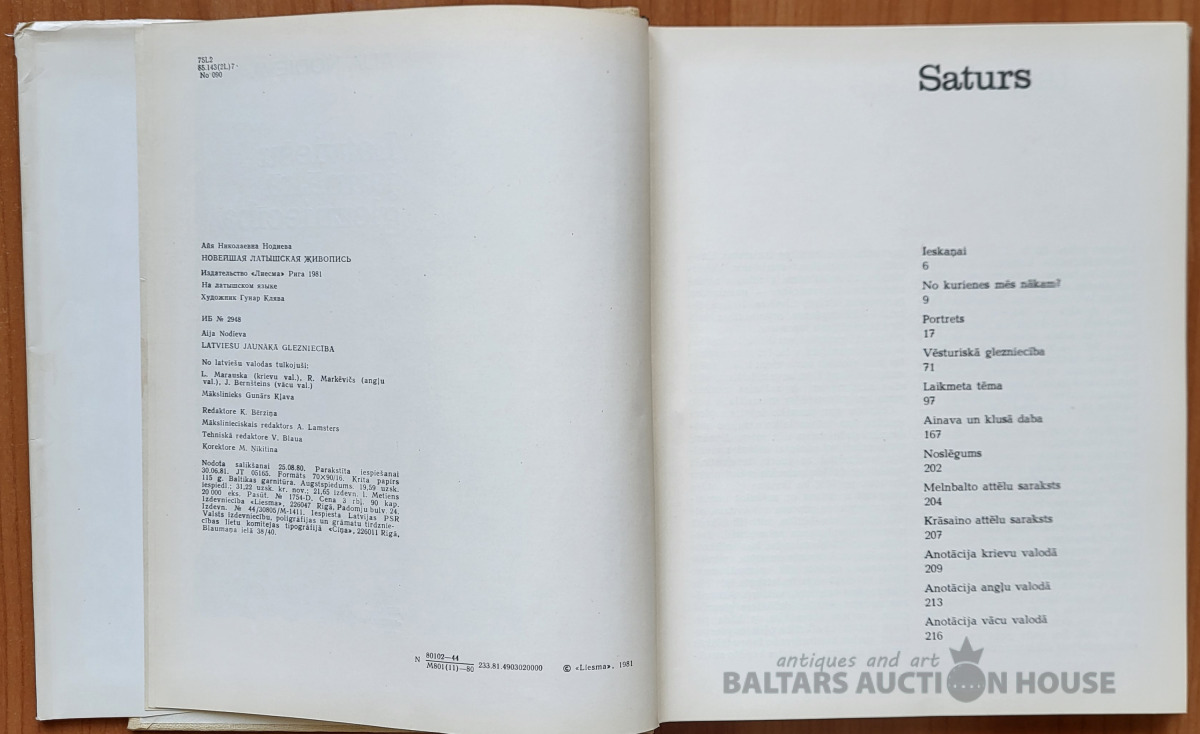 75L2
85.143(2L)7
No 090
Айя Николаевна Нодиева
НОВЕЙШАЯ ЛАТЫШСКАЯ ЖИВОПИСЬ
Издательство «Лиесма» Рига 1981
На латышском языке
Художник Гунар Клява
ИБ № 2948
Aija Nodieva
LATVIEŠU JAUNĀKĀ GLEZNIECĪBA
No latviešu valodas tulkojuši:
L. Marauska (krievu val.), R. Markēvičs (angļu
val.), J. Bernšteins (vācu val.)
Mākslinieks Gunārs Kļava
Redaktore K. Bērziņa
Mākslinieciskais redaktors A. Lamsters
Tehniskā redaktore V. Blaua
Korektore M. Ņikitina
Nodota salikšanai 25.08.80. Parakstīta iespiešanai
30.06.81. JT 05165. Formāts 70×90/16. Krīta papīrs
115 g. Baltikas garnitūra. Augstspiedums. 19,59 uzsk.
iespiedl.; 31,22 uzsk. kr. nov.; 21,65 izdevn. l. Metiens
20 000 eks. Pasūt. № 1754-D. Cena 3 rbļ. 90 kap.
Izdevniecība «Liesma», 226047 Rīgā, Padomju bulv. 24.
Izdevn. № 44/30805/M-1411. Iespiesta Latvijas PSR
Valsts izdevniecību, poligrāfijas un grāmatu tirdznie-
cības lietu komitejas tipogrāfijā «Cīņa», 226011 Rīgā,
Blaumaņa ielā 38/40.
N 80102—44
M801(11)—80 233.81.4903020000 © «Liesma», 1981
Saturs
Ieskaņai
6
No kurienes mēs nākam?
9
Portrets
17
Vēsturiskā glezniecība
71
Laikmeta tēma
97
Ainava un klusā daba
167
Noslēgums
202
Melnbalto attēlu saraksts
204
Krāsaino attēlu saraksts
207
Anotācija krievu valodā
209
Anotācija angļu valodā
213
Anotācija vācu valodā
216
antiques and art
BALTARS AUCTION HOUSE